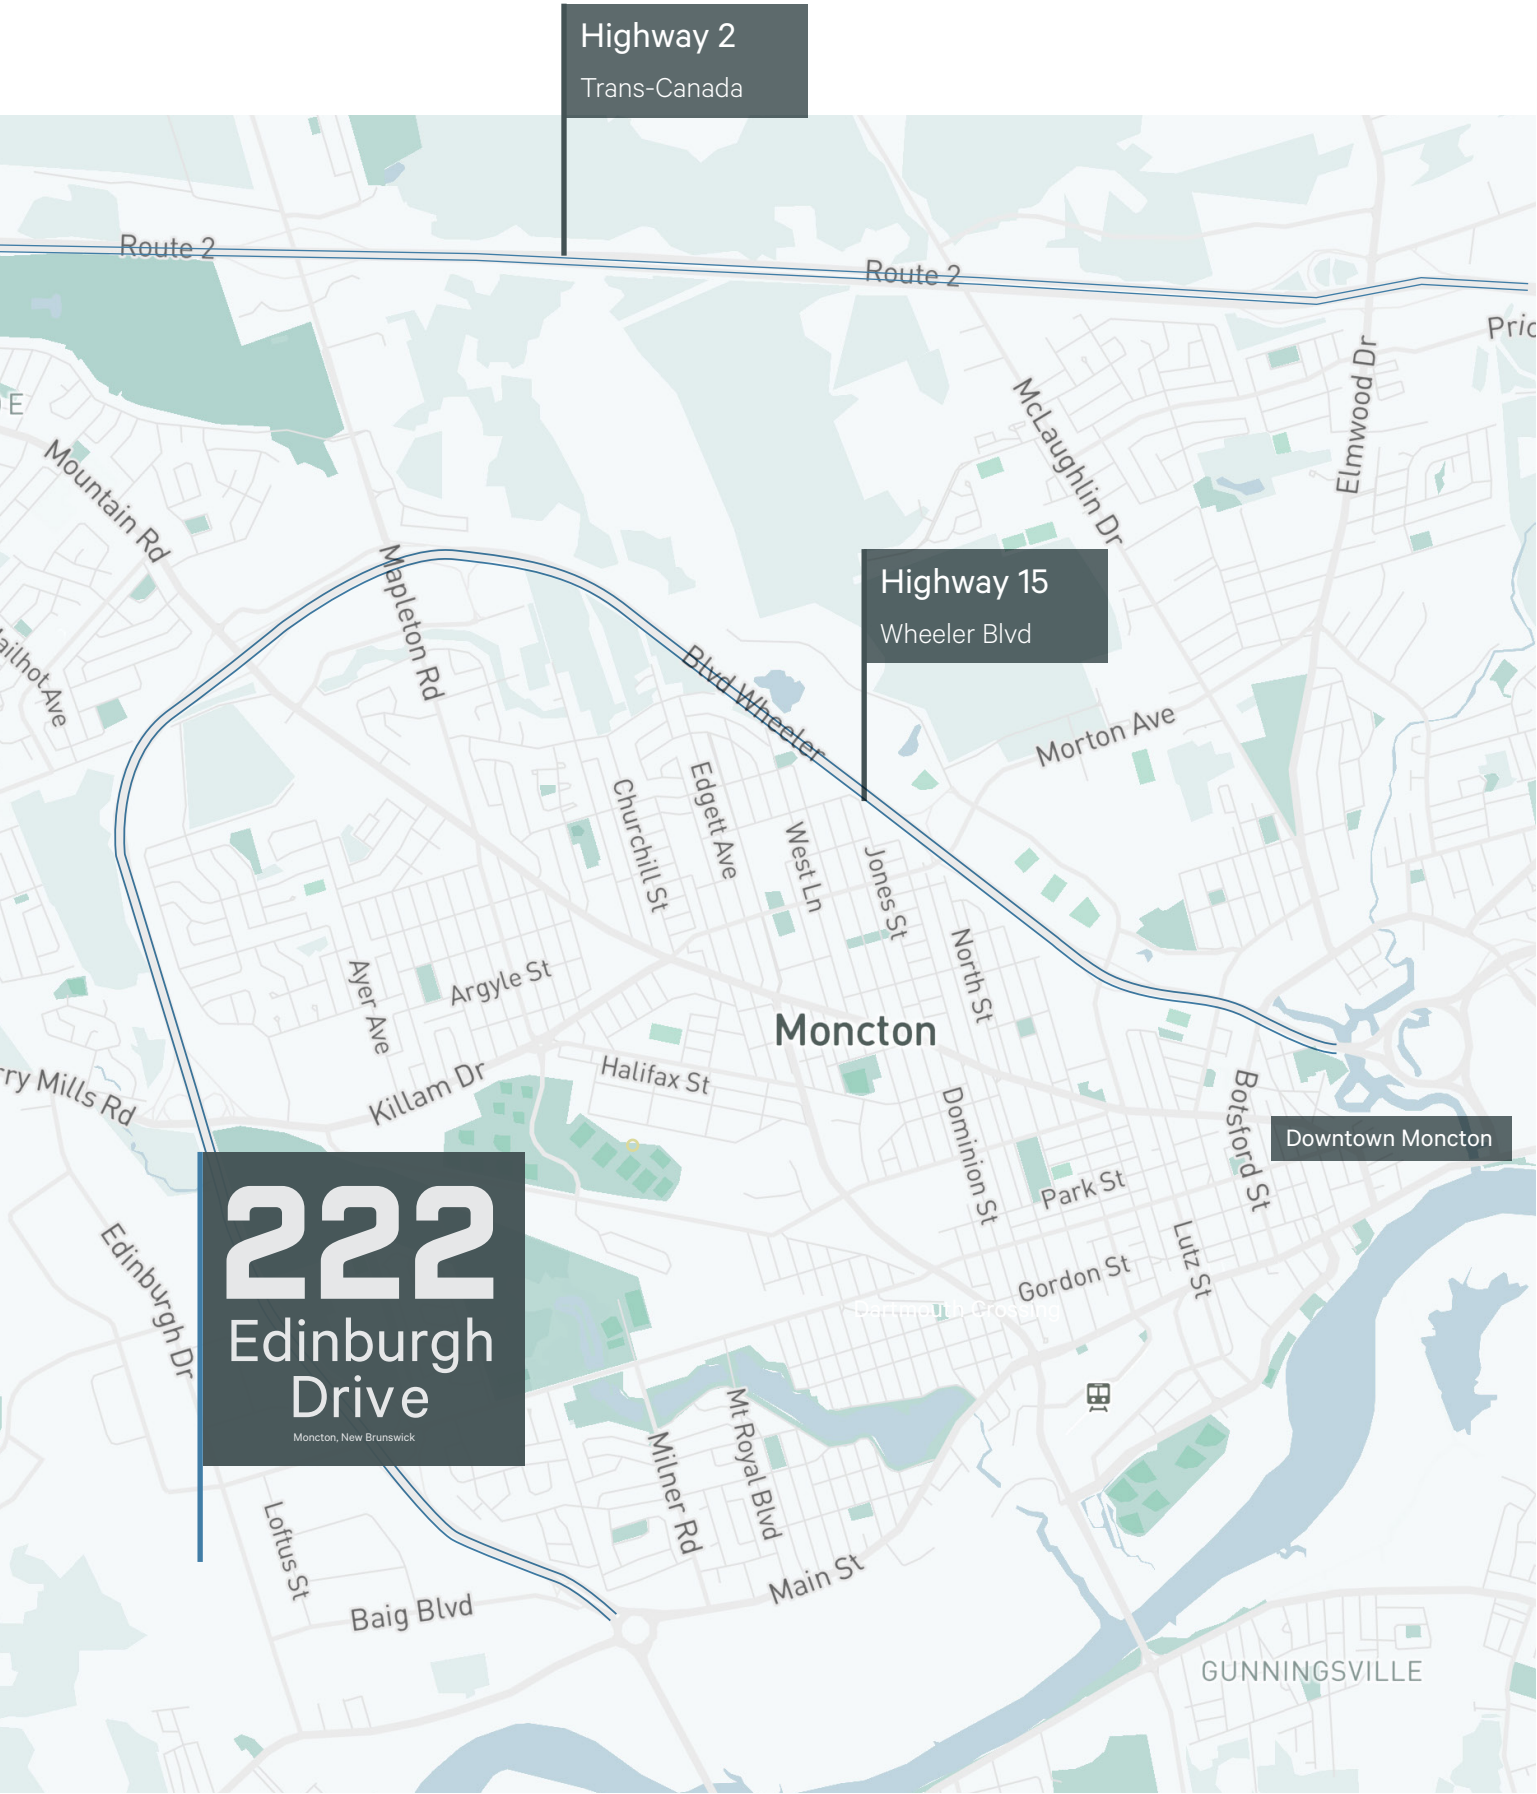 Highway 2
Trans-Canada
Route 2
Route 2
Elmwood Dr
McLaughlin Dr
Mountain Rd
Mapleton Rd
Highway 15
Wheeler Blvd
Blvd Wheeler
Morton Ave
Edgett Ave
Churchill St
West Ln
Jones St
North St
Argyle St
Ayer Ave
Moncton
Halifax St
Killam Dr
Dominion St
Botsford St
Downtown Moncton
Park St
Lutz St
Gordon St
Dartmouth Crossing
222
Edinburgh
Drive
Moncton, New Brunswick
Edinburgh Dr
Mt Royal Blvd
Milner Rd
Loftus St
Main St
Baig Blvd
GUNNINGSVILLE
E
ailhot Ave
rry Mills Rd